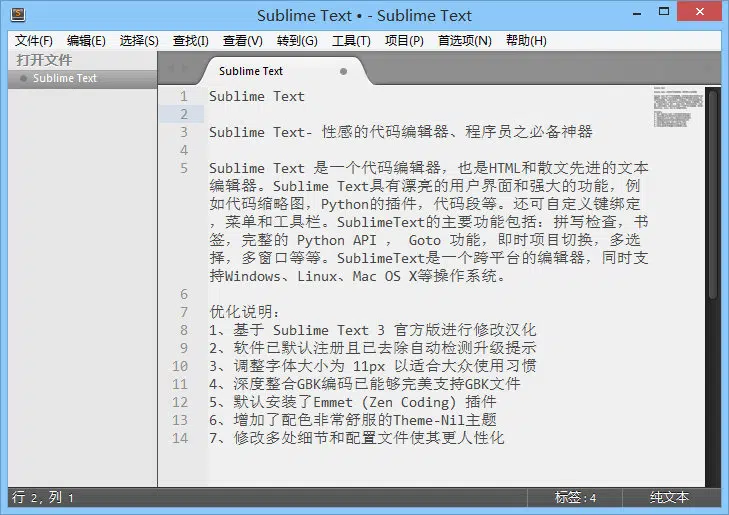 Sublime Text • - Sublime Text
文件(F) 编辑(E) 选择(S) 查找(I) 查看(V) 转到(G) 工具(T) 项目(P) 首选项(N) 帮助(H)
打开文件
Sublime Text
Sublime Text
1 Sublime Text
2
3 Sublime Text- 性感的代码编辑器、程序员之必备神器
4
5 Sublime Text 是一个代码编辑器，也是HTML和散文先进的文本
编辑器。Sublime Text具有漂亮的用户界面和强大的功能，例
如代码缩略图，Python的插件，代码段等。还可自定义键绑定
，菜单和工具栏。SublimeText的主要功能包括：拼写检查，书
签，完整的 Python API ， Goto 功能，即时项目切换，多选
择，多窗口等等。SublimeText是一个跨平台的编辑器，同时支
持Windows、Linux、Mac OS X等操作系统。
6
7 优化说明：
8 1、基于 Sublime Text 3 官方版进行修改汉化
9 2、软件已默认注册且已去除自动检测升级提示
10 3、调整字体大小为 11px 以适合大众使用习惯
11 4、深度整合GBK编码已能够完美支持GBK文件
12 5、默认安装了Emmet (Zen Coding) 插件
13 6、增加了配色非常舒服的Theme-Nil主题
14 7、修改多处细节和配置文件使其更人性化
行 2, 列 1 标签:4 纯文本